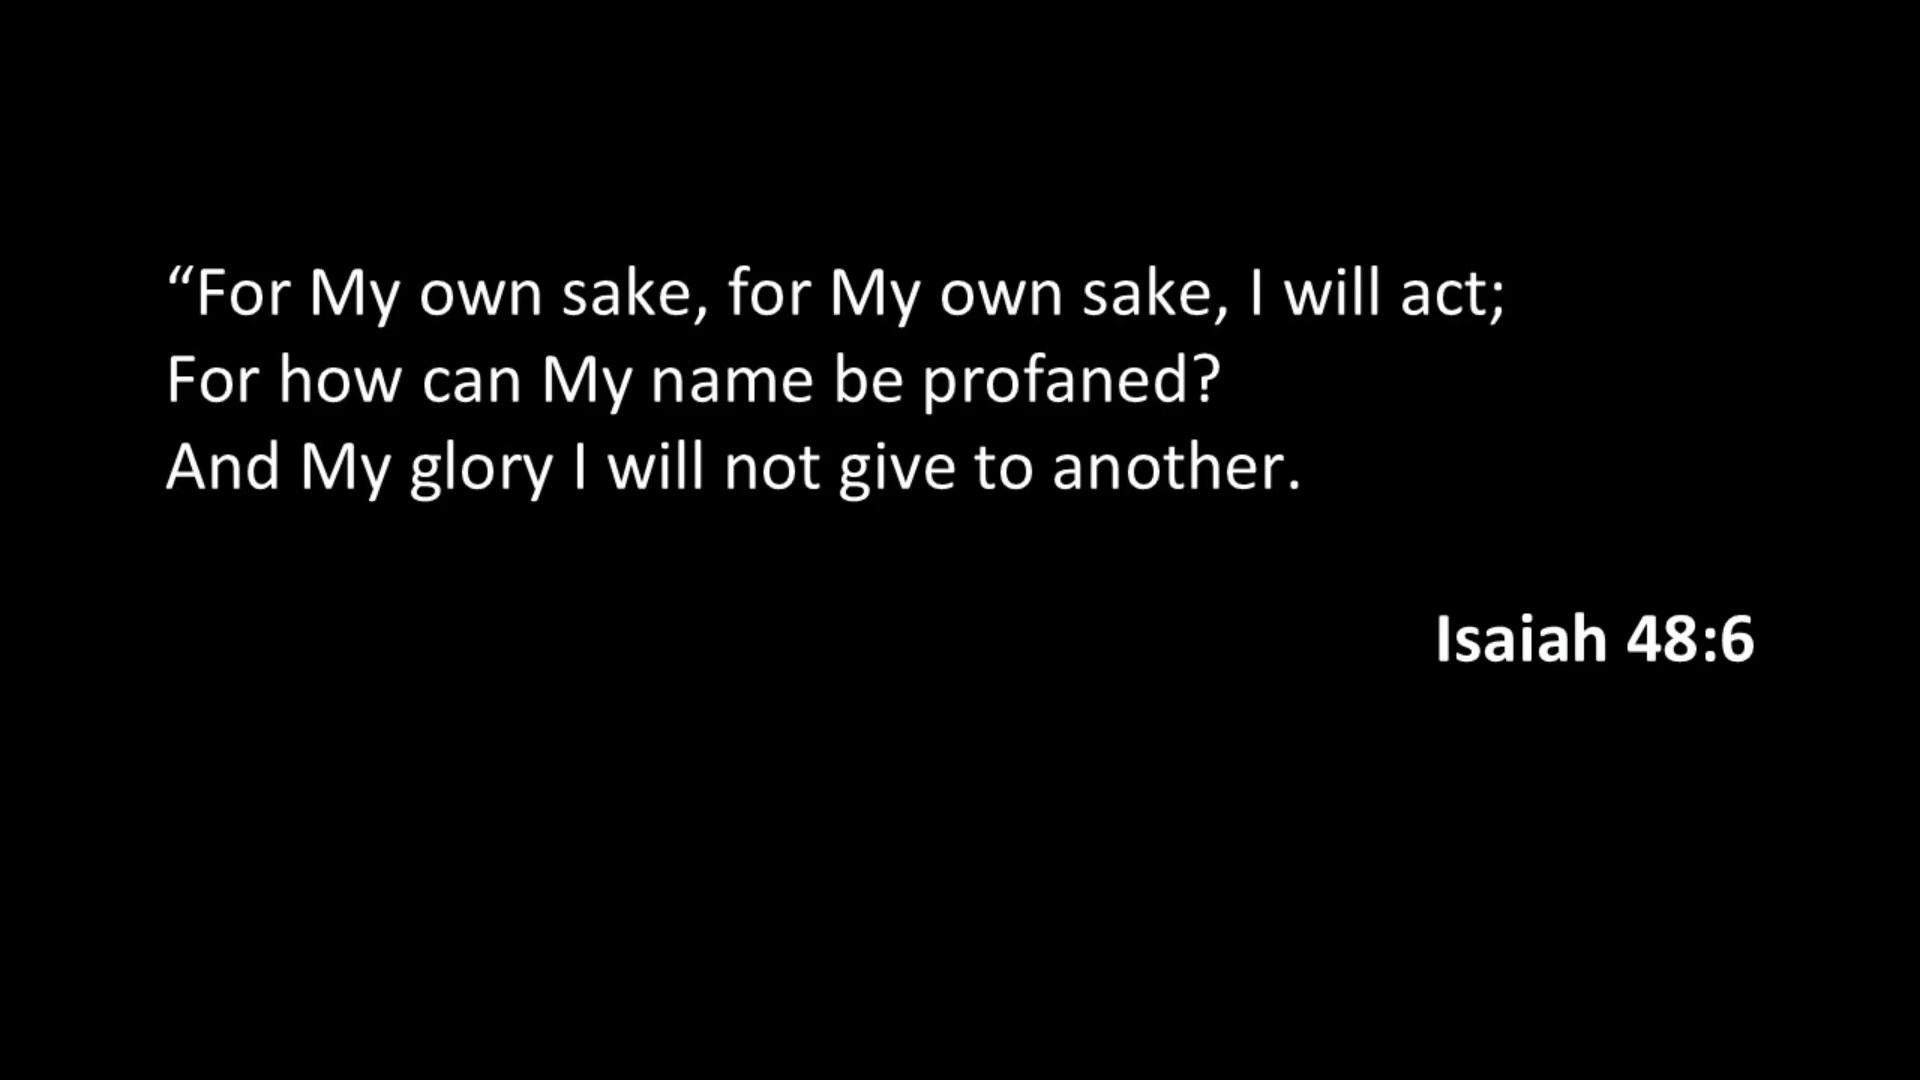 “For My own sake, for My own sake, I will act;
For how can My name be profaned?
And My glory I will not give to another.
Isaiah 48:6